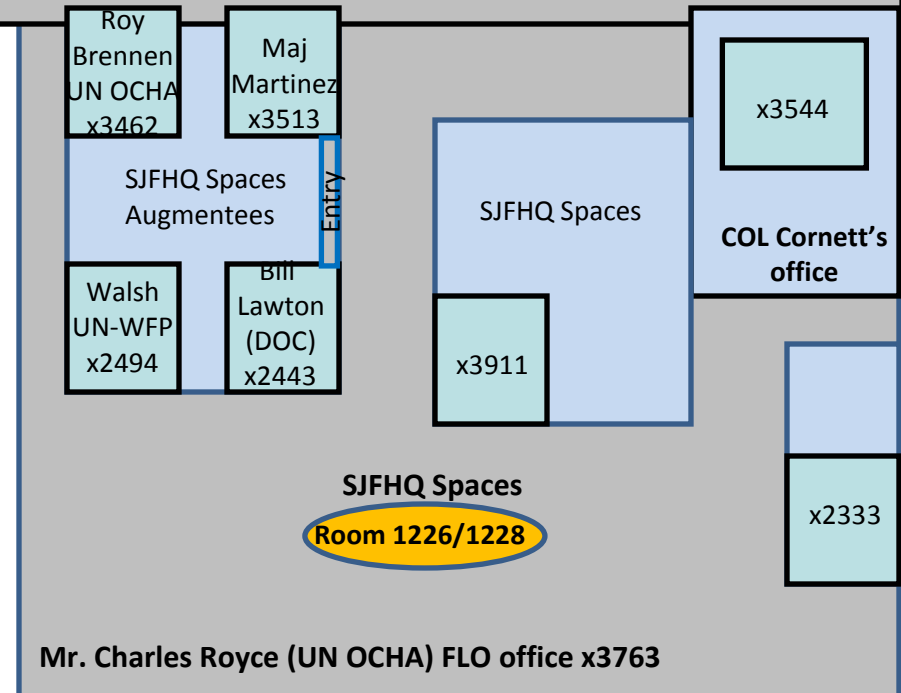 Roy
Brennen
UN OCHA
x3462
Maj
Martinez
x3513
SJFHQ Spaces
Augmentees
Entry
Walsh
UN-WFP
x2494
Bill
Lawton
(DOC)
x2443
SJFHQ Spaces
x3911
x3544
COL Cornett’s
office
x2333
SJFHQ Spaces
Room 1226/1228
Mr. Charles Royce (UN OCHA) FLO office x3763